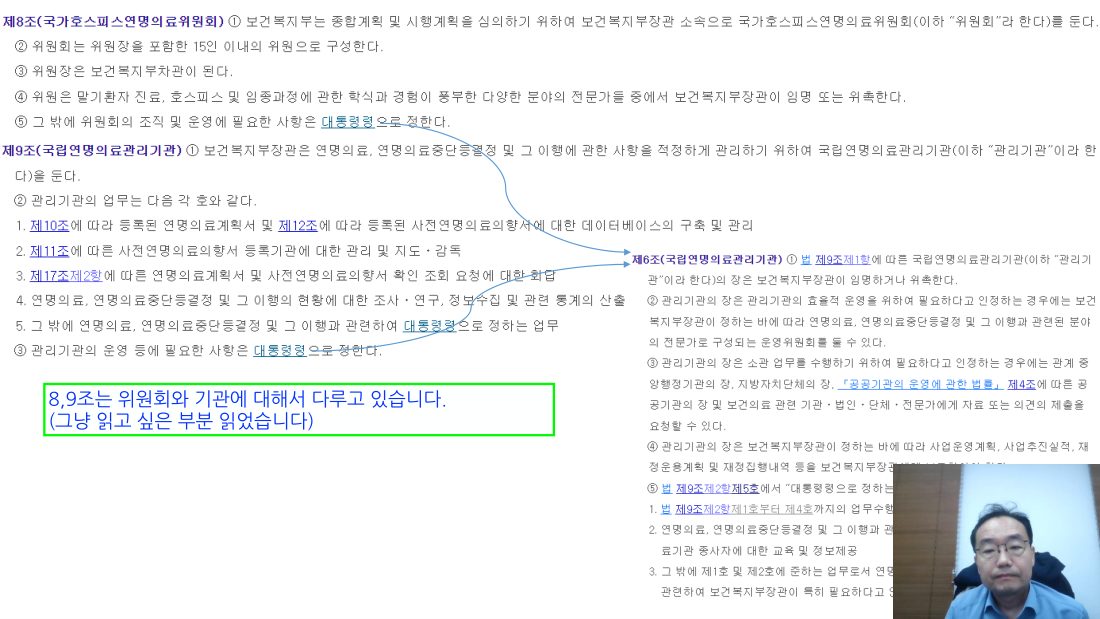 제8조(국가호스피스연명의료위원회) ① 보건복지부는 종합계획 및 시행계획을 심의하기 위하여 보건복지부장관 소속으로 국가호스피스연명의료위원회(이하 “위원회”라 한다)를 둔다.
② 위원회는 위원장을 포함한 15인 이내의 위원으로 구성한다.
③ 위원장은 보건복지부차관이 된다.
④ 위원은 말기환자 진료, 호스피스 및 임종과정에 관한 학식과 경험이 풍부한 다양한 분야의 전문가들 중에서 보건복지부장관이 임명 또는 위촉한다.
⑤ 그 밖에 위원회의 조직 및 운영에 필요한 사항은 대통령령으로 정한다.
제9조(국립연명의료관리기관) ① 보건복지부장관은 연명의료, 연명의료중단등결정 및 그 이행에 관한 사항을 적정하게 관리하기 위하여 국립연명의료관리기관(이하 “관리기관”이라 한
다)을 둔다.
② 관리기관의 업무는 다음 각 호와 같다.
1. 제10조에 따라 등록된 연명의료계획서 및 제12조에 따라 등록된 사전연명의료의향서에 대한 데이터베이스의 구축 및 관리
2. 제11조에 따른 사전연명의료의향서 등록기관에 대한 관리 및 지도ㆍ감독
3. 제17조제2항에 따른 연명의료계획서 및 사전연명의료의향서 확인 조회 요청에 대한 회답
4. 연명의료, 연명의료중단등결정 및 그 이행의 현황에 대한 조사ㆍ연구, 정보수집 및 관련 통계의 산출
5. 그 밖에 연명의료, 연명의료중단등결정 및 그 이행과 관련하여 대통령령으로 정하는 업무
③ 관리기관의 운영 등에 필요한 사항은 대통령령으로 정한다.
8,9조는 위원회와 기관에 대해서 다루고 있습니다.
(그냥 읽고 싶은 부분 읽었습니다)
제6조(국립연명의료관리기관) ① 법 제9조제1항에 따른 국립연명의료관리기관(이하 “관리기
관”이라 한다)의 장은 보건복지부장관이 임명하거나 위촉한다.
② 관리기관의 장은 관리기관의 효율적 운영을 위하여 필요하다고 인정하는 경우에는 보건
복지부장관이 정하는 바에 따라 연명의료, 연명의료중단등결정 및 그 이행과 관련된 분야
의 전문가로 구성되는 운영위원회를 둘 수 있다.
③ 관리기관의 장은 소관 업무를 수행하기 위하여 필요하다고 인정하는 경우에는 관계 중
앙행정기관의 장, 지방자치단체의 장, 「공공기관의 운영에 관한 법률」 제4조에 따른 공
공기관의 장 및 보건의료 관련 기관ㆍ법인ㆍ단체ㆍ전문가에게 자료 또는 의견의 제출을
요청할 수 있다.
④ 관리기관의 장은 보건복지부장관이 정하는 바에 따라 사업운영계획, 사업추진실적, 재
정운용계획 및 재정집행내역 등을 보건복지부장관
⑤ 법 제9조제2항제5호에서 “대통령령으로 정하는
1. 법 제9조제2항제1호부터 제4호까지의 업무수행
2. 연명의료, 연명의료중단등결정 및 그 이행과 관
료기관 종사자에 대한 교육 및 정보제공
3. 그 밖에 제1호 및 제2호에 준하는 업무로서 연명
관련하여 보건복지부장관이 특히 필요하다고